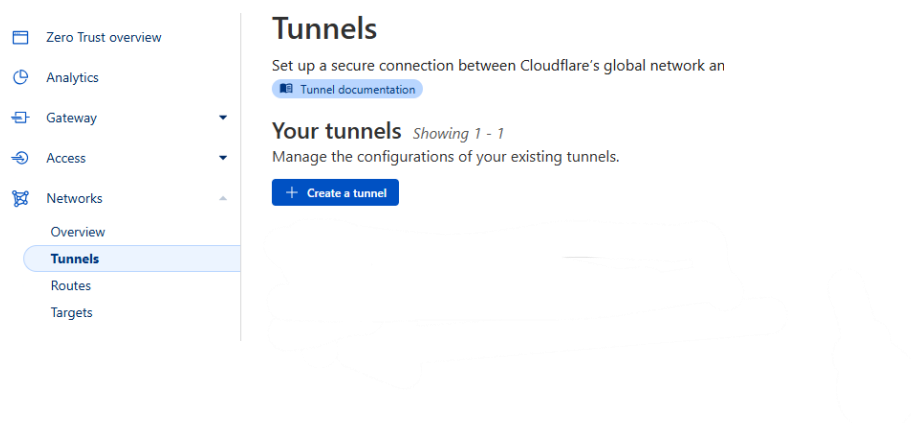 Zero Trust overview
Analytics
Gateway
Access
Networks
Overview
Tunnels
Routes
Targets
Tunnels
Set up a secure connection between Cloudflare's global network an
Tunnel documentation
Your tunnels Showing 1 - 1
Manage the configurations of your existing tunnels.
Create a tunnel